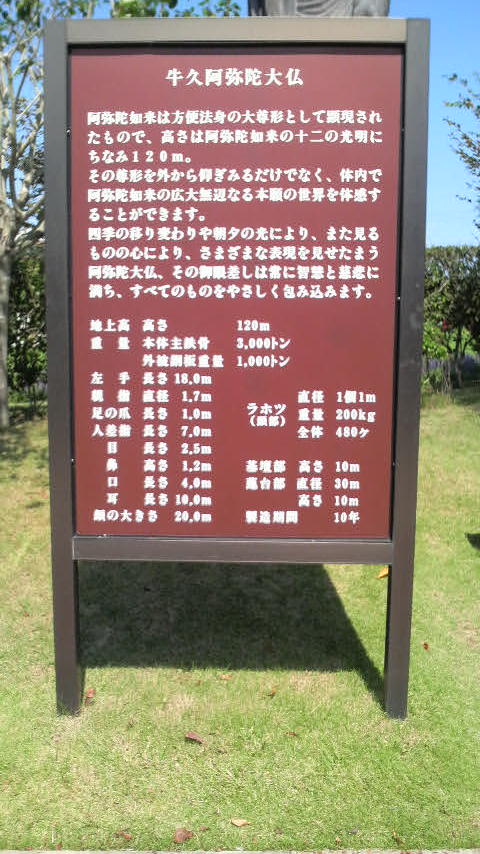 牛久阿弥陀大仏
阿弥陀如来は方便法身の大尊形として顕現され
たもので、高さは阿弥陀如来の十二の光明に
ちなみ120m。
その尊形を外から仰ぎみるだけでなく、体内で
阿弥陀如来の広大無辺なる本願の世界を体感す
ることができます。
四季の移り変わりや朝夕の光により、また見る
ものの心により、さまざまな表現を見せたまう
阿弥陀大仏、その御眼差しは常に智慧と慈悲に
満ち、すべてのものをやさしく包み込みます。
地上高 高さ 120m
重量 本体主鉄骨 3,000トン
外被銅板重量 1,000トン
左手 長さ 18.0m
親指 直径 1.7m
足の爪 長さ 1.0m
人差指 長さ 7.0m
目 長さ 2.5m
鼻 高さ 1.2m
口 長さ 4.0m
耳 長さ 10.0m
顔の大きさ 20.0m
ラホツ(頭部) 直径 1個1m
重量 200kg
全体 480ケ
基壇部 高さ 10m
蓮台部 直径 30m
高さ 10m
製造期間 10年